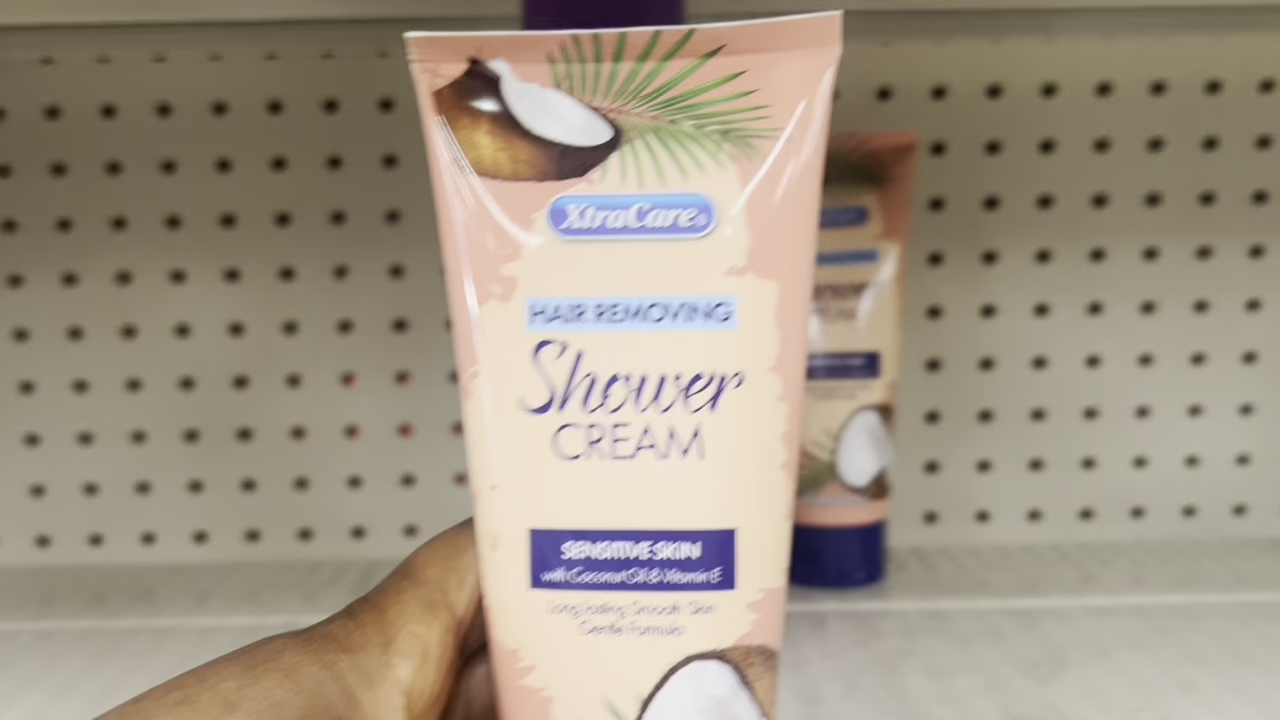 XtraCare
HAIR REMOVING
Shower
CREAM
SENSITIVE SKIN
with Coconut Oil & Vitamin E
Long Lasting Smooth Skin
Gentle Formula